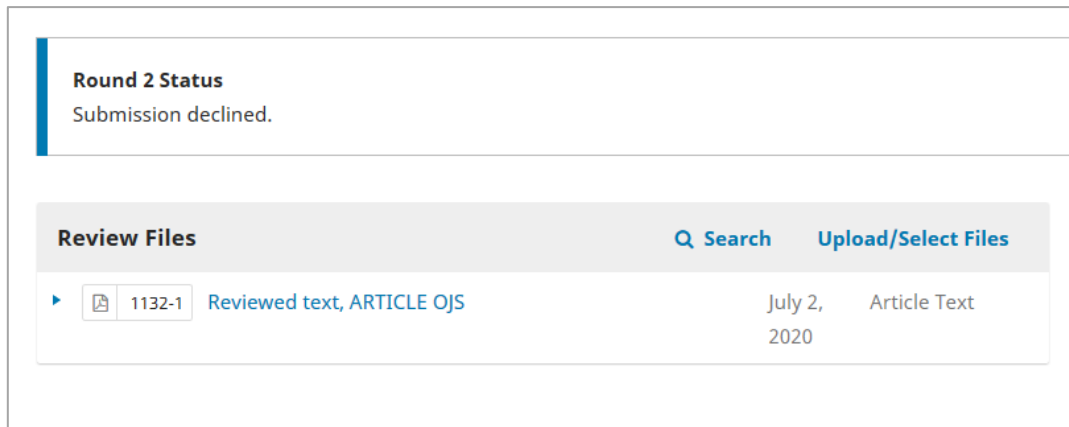 Round 2 Status
Submission declined.
Review Files
Search
Upload/Select Files
1132-1 Reviewed text, ARTICLE OJS July 2, Article Text
2020